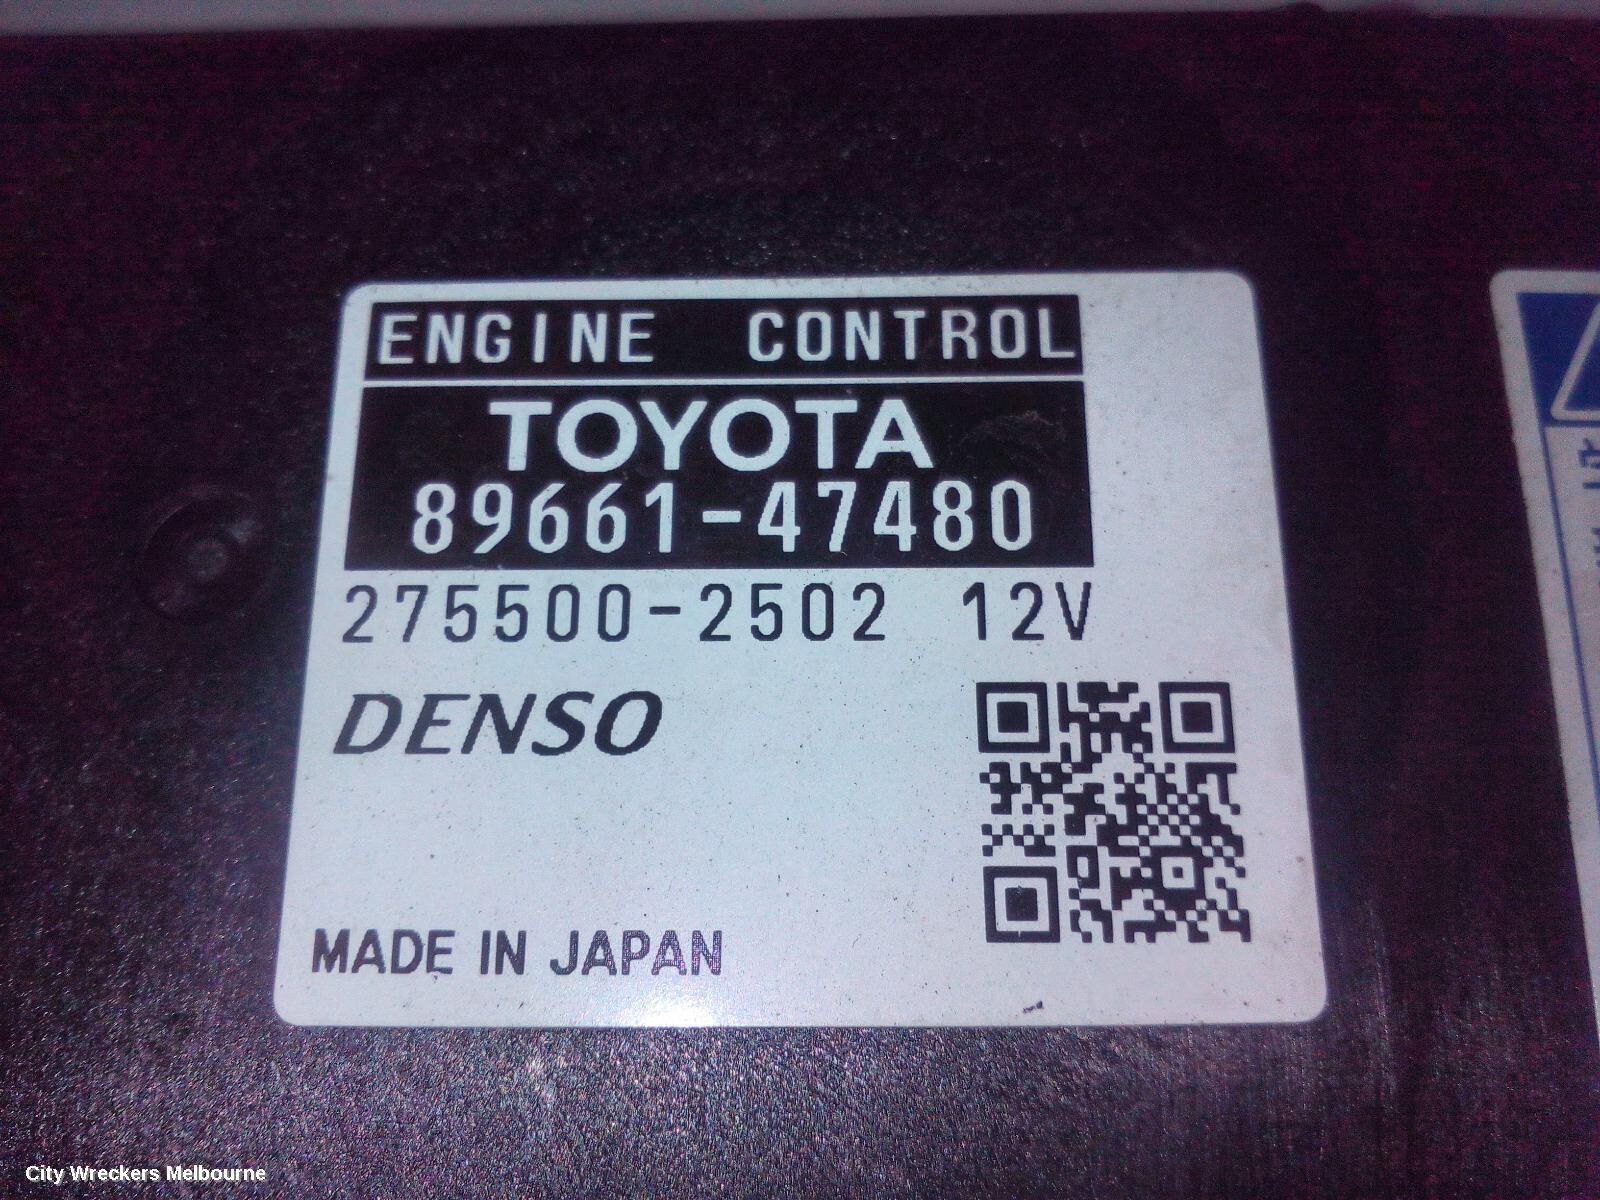 ENGINE CONTROL
TOYOTA
89661-47480
275500-2502 12V
DENSO
MADE IN JAPAN
City Wreckers Melbourne